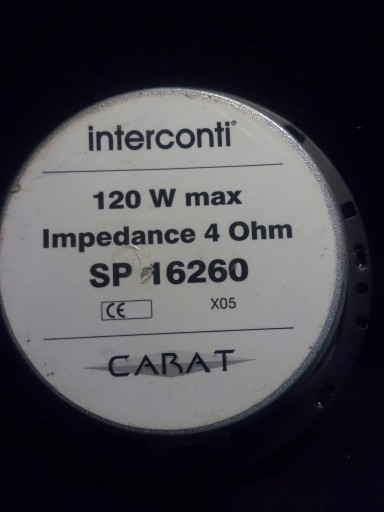 interconti®
120 W max
Impedance 4 Ohm
SP 16260
CE X05
CARAT